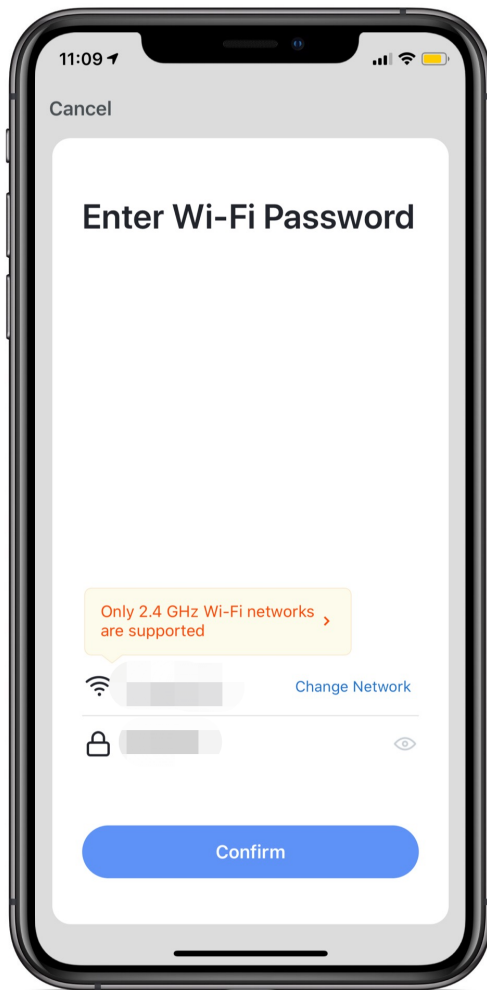 11:09
Cancel
Enter Wi-Fi Password
Only 2.4 GHz Wi-Fi networks
are supported
Change Network
Confirm